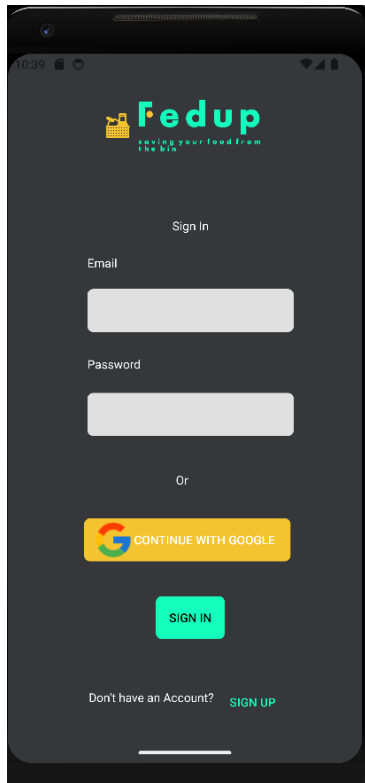 10:39
Fedup
saving your food from
the bin
Sign In
Email
Password
Or
CONTINUE WITH GOOGLE
SIGN IN
Don't have an Account? SIGN UP